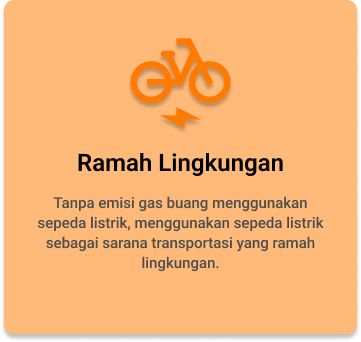 Ramah Lingkungan
Tanpa emisi gas buang menggunakan
sepeda listrik, menggunakan sepeda listrik
sebagai sarana transportasi yang ramah
lingkungan.